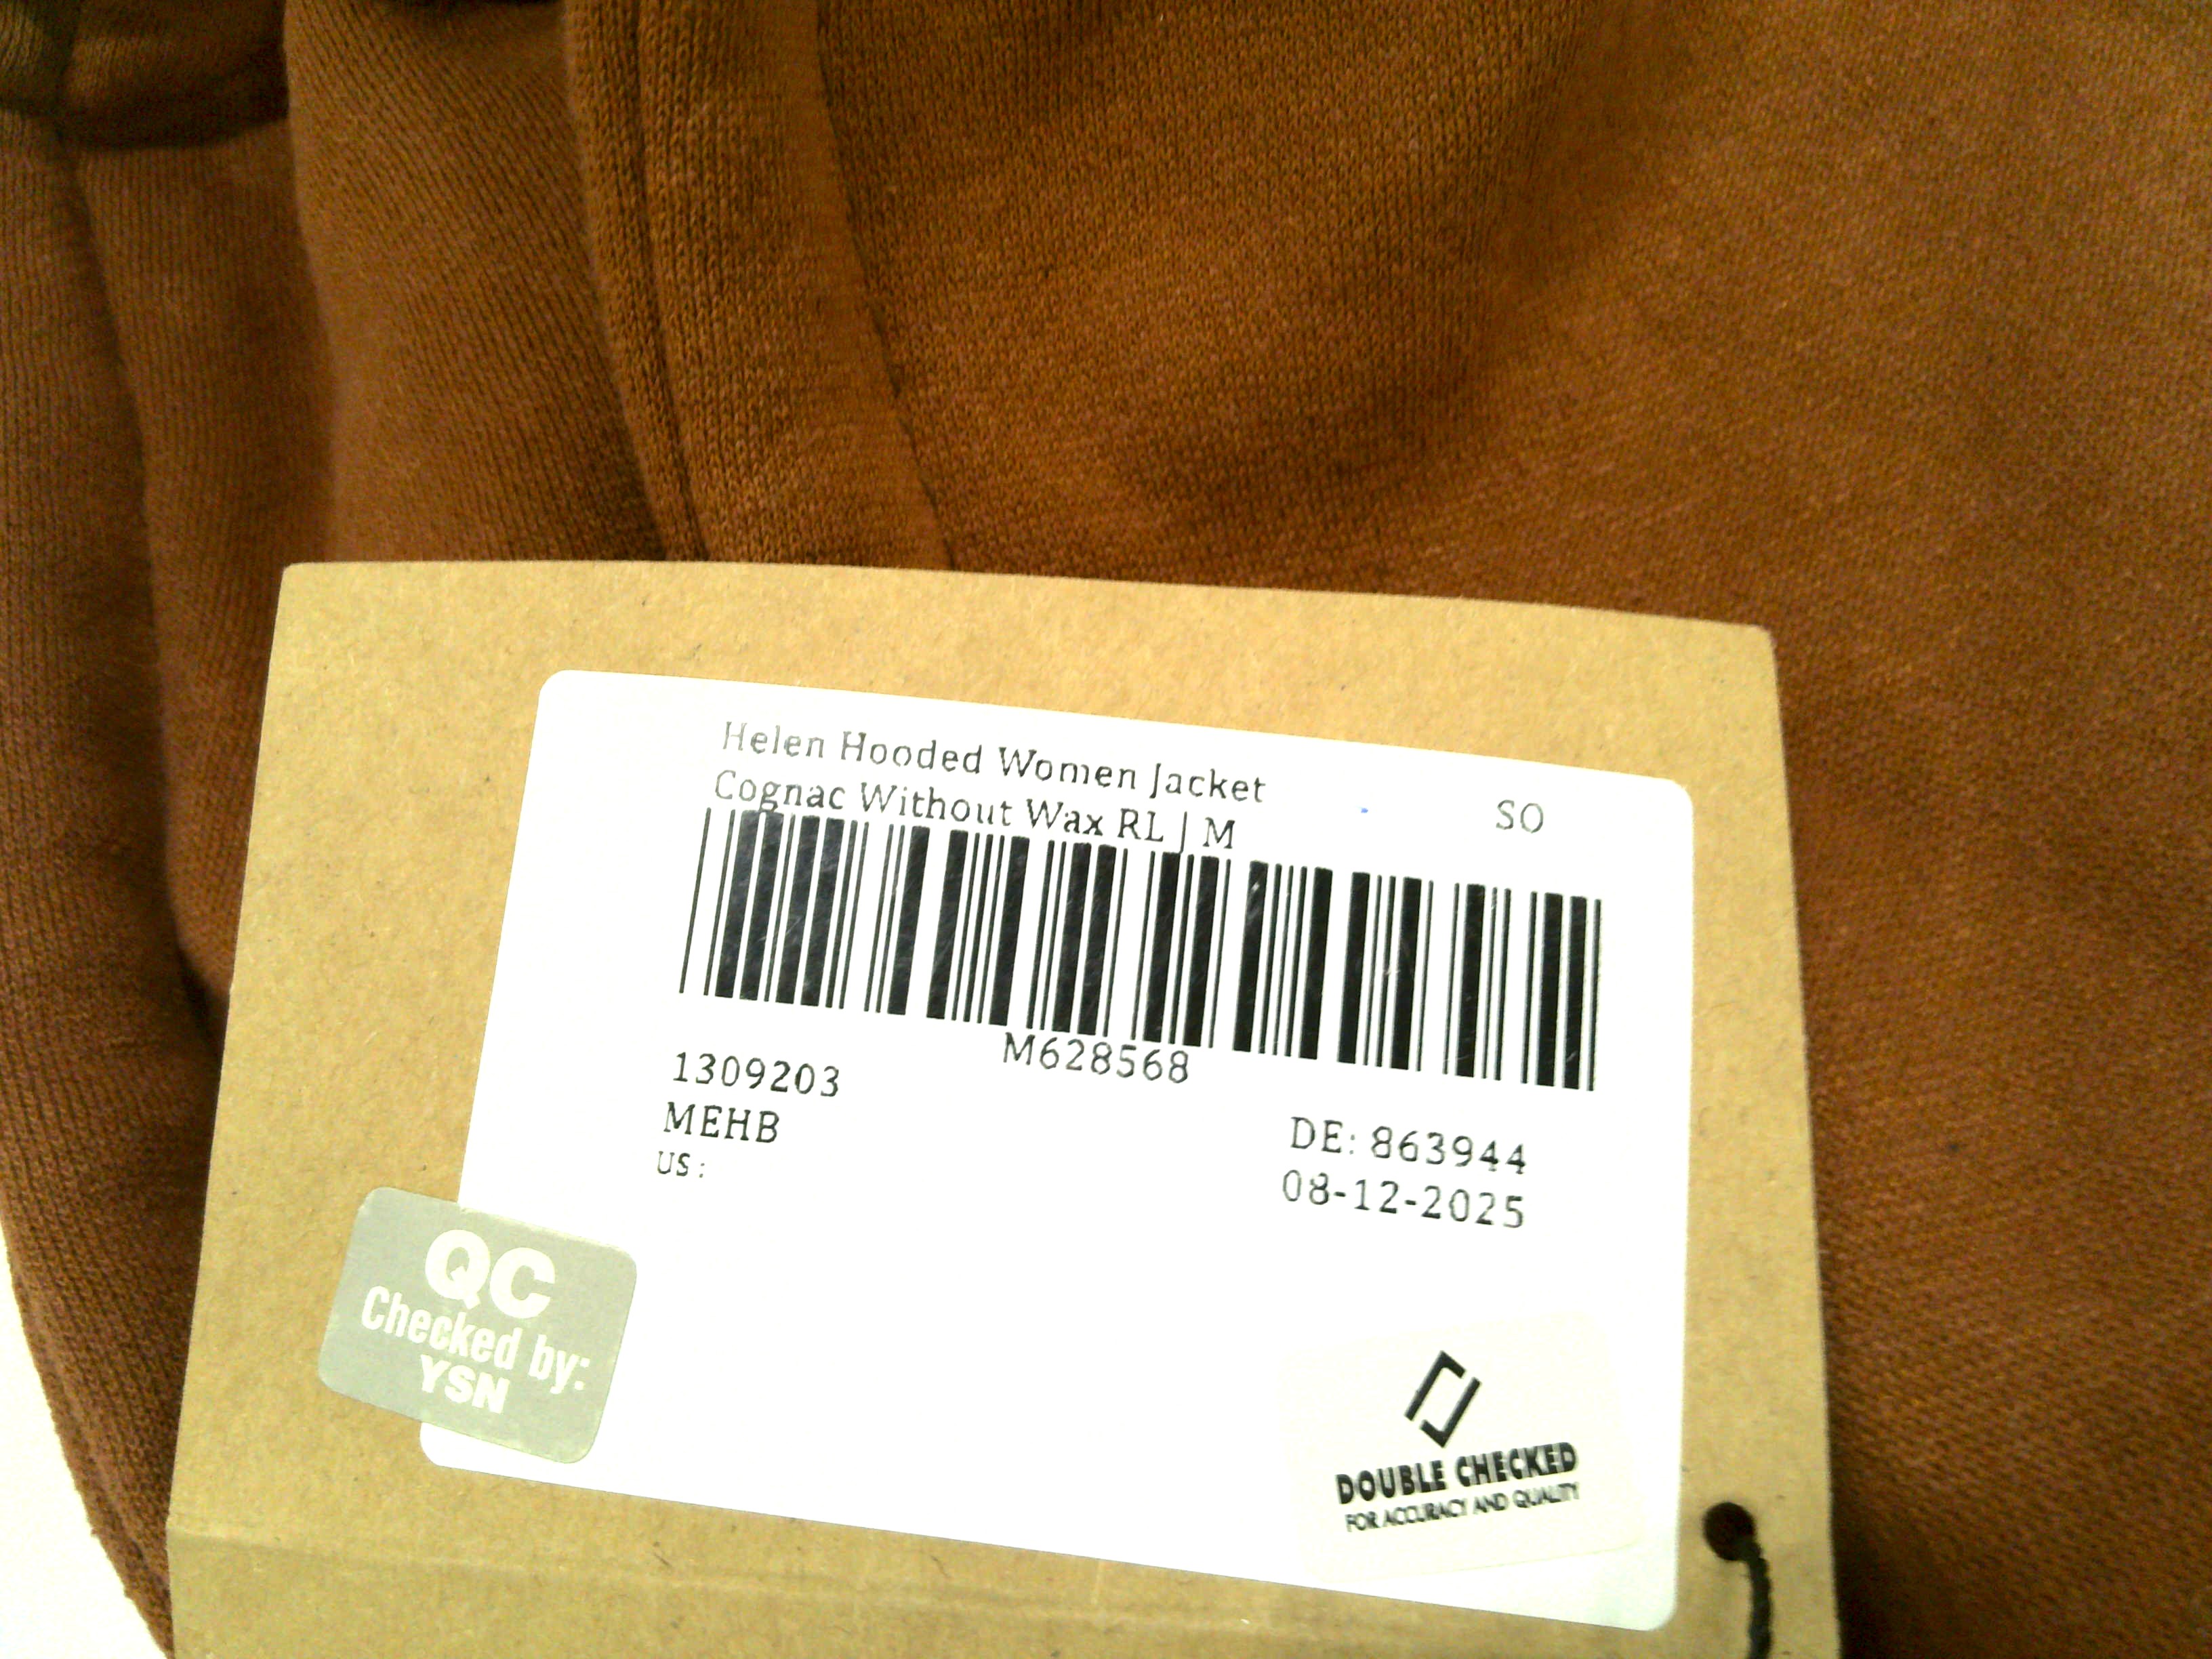 Helen Hooded Women Jacket
SO
Cognac Without Wax RL | M
M628568
1309203
MEHB
US :
DE: 863944
08-12-2025
QC
Checked by:
YSN
DOUBLE CHECKED
FOR ACCURACY AND QUALITY